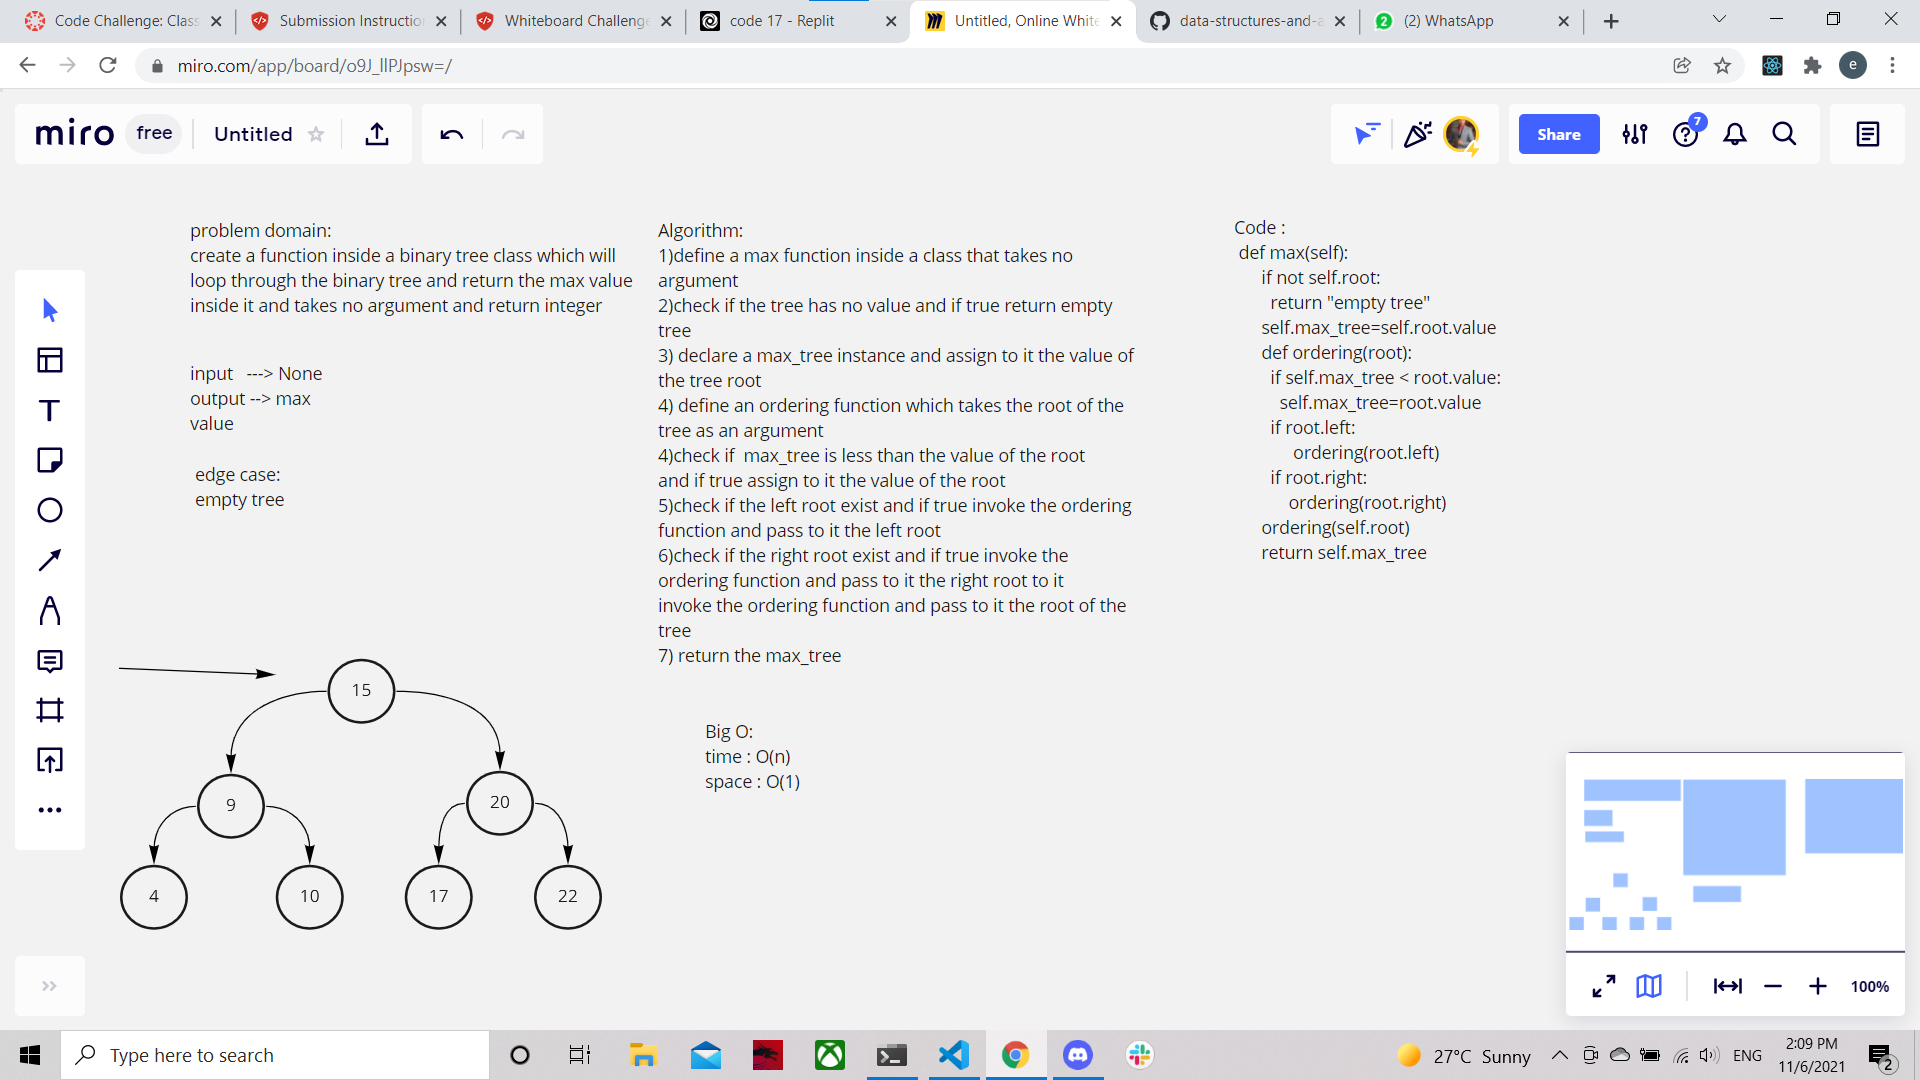 Code Challenge: Class
Submission Instruction
Whiteboard Challenge
code 17 - Replit
Untitled, Online White
data-structures-and-a
2
(2) WhatsApp
miro.com/app/board/o9J_llPJpsw=/
e
miro
free
Untitled
Share
7
problem domain:
create a function inside a binary tree class which will
loop through the binary tree and return the max value
inside it and takes no argument and return integer
input ---> None
output --> max
value
edge case:
empty tree
Algorithm:
1)define a max function inside a class that takes no
argument
2)check if the tree has no value and if true return empty
tree
3) declare a max_tree instance and assign to it the value of
the tree root
4) define an ordering function which takes the root of the
tree as an argument
4)check if max_tree is less than the value of the root
and if true assign to it the value of the root
5)check if the left root exist and if true invoke the ordering
function and pass to it the left root
6)check if the right root exist and if true invoke the
ordering function and pass to it the right root to it
invoke the ordering function and pass to it the root of the
tree
7) return the max_tree
Big O:
time : O(n)
space : O(1)
Code :
def max(self):
if not self.root:
return "empty tree"
self.max_tree=self.root.value
def ordering(root):
if self.max_tree < root.value:
self.max_tree=root.value
if root.left:
ordering(root.left)
if root.right:
ordering(root.right)
ordering(self.root)
return self.max_tree
15
9
20
4
10
17
22
100%
Type here to search
27°C Sunny
ENG
2:09 PM
11/6/2021
2